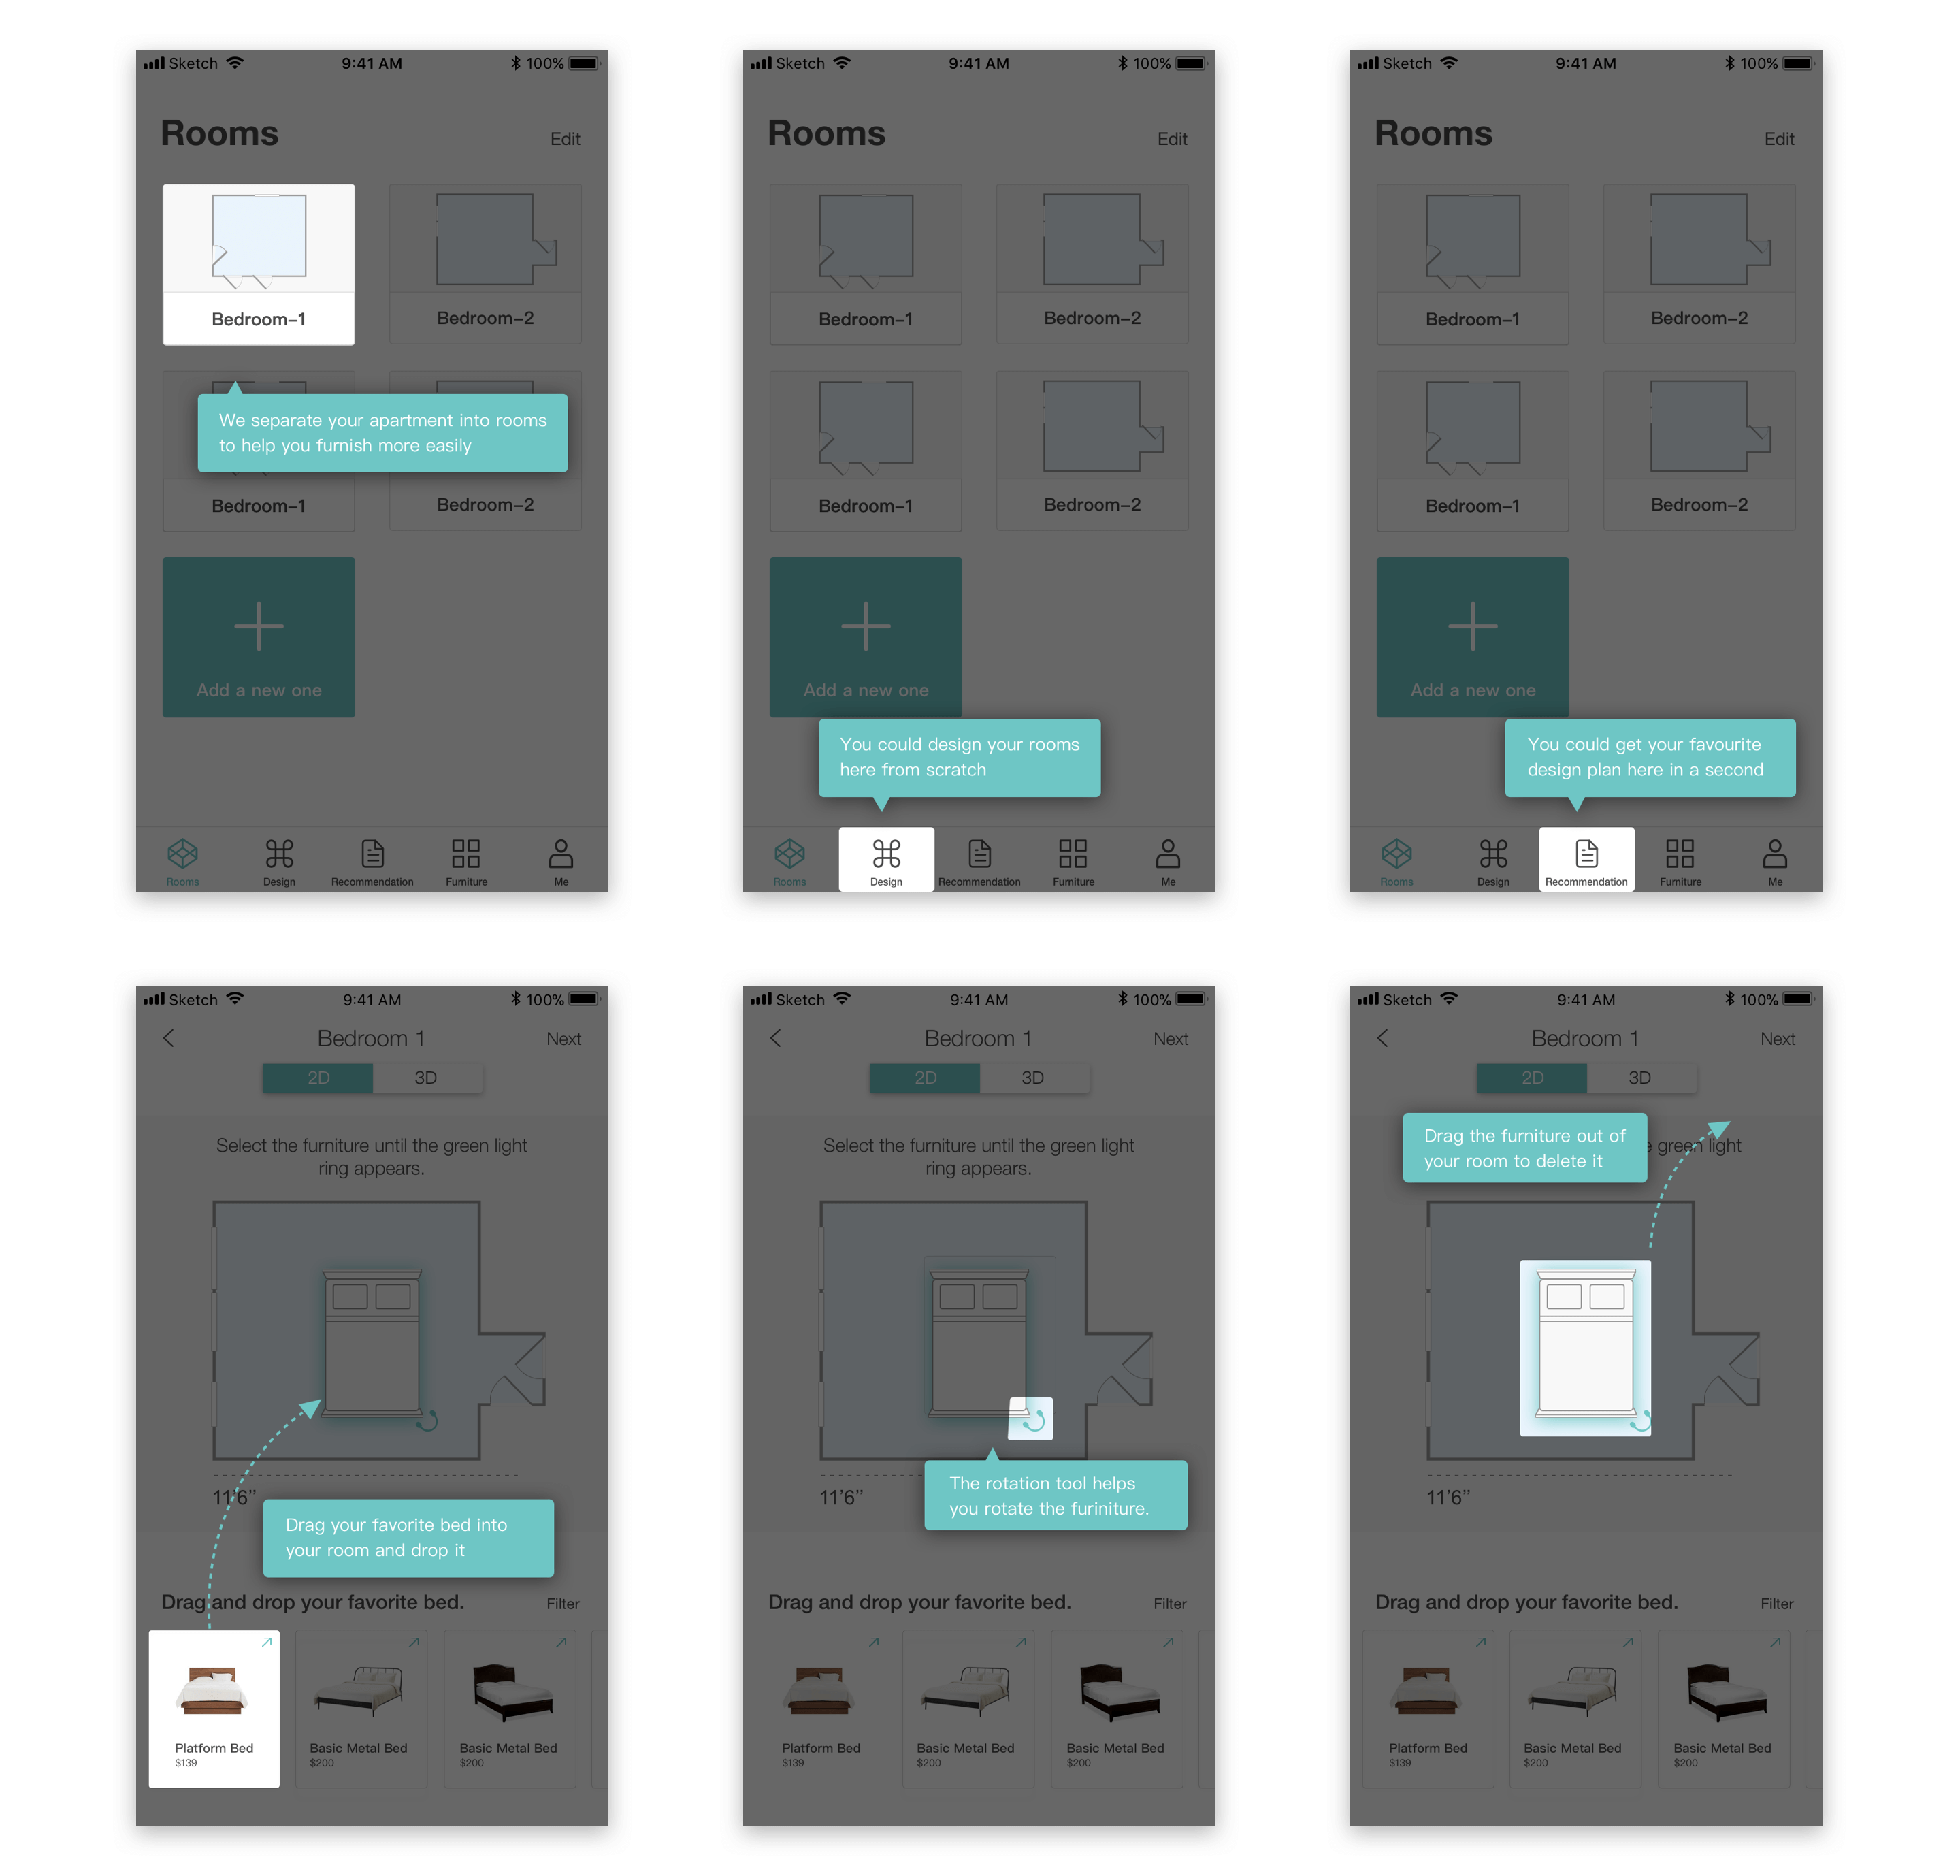 Sketch 9:41 AM 100%
Rooms Edit
Bedroom–1 Bedroom–2
We separate your apartment into rooms
to help you furnish more easily
Bedroom–1 Bedroom–2
Add a new one
Rooms Design Recommendation Furniture Me
Sketch 9:41 AM 100%
Rooms Edit
Bedroom–1 Bedroom–2
Bedroom–1 Bedroom–2
Add a new one
You could design your rooms
here from scratch
Rooms Design Recommendation Furniture Me
Sketch 9:41 AM 100%
Rooms Edit
Bedroom–1 Bedroom–2
Bedroom–1 Bedroom–2
Add a new one
You could get your favourite
design plan here in a second
Rooms Design Recommendation Furniture Me
Sketch 9:41 AM 100%
Bedroom 1 Next
2D 3D
Select the furniture until the green light
ring appears.
11’6’’
Drag your favorite bed into
your room and drop it
Drag and drop your favorite bed. Filter
Platform Bed Basic Metal Bed Basic Metal Bed
$139 $200 $200
Sketch 9:41 AM 100%
Bedroom 1 Next
2D 3D
Select the furniture until the green light
ring appears.
11’6’’
The rotation tool helps
you rotate the furiniture.
Drag and drop your favorite bed. Filter
Platform Bed Basic Metal Bed Basic Metal Bed
$139 $200 $200
Sketch 9:41 AM 100%
Bedroom 1 Next
2D 3D
Drag the furniture out of
your room to delete it
green light
11’6’’
Drag and drop your favorite bed. Filter
Platform Bed Basic Metal Bed Basic Metal Bed
$139 $200 $200